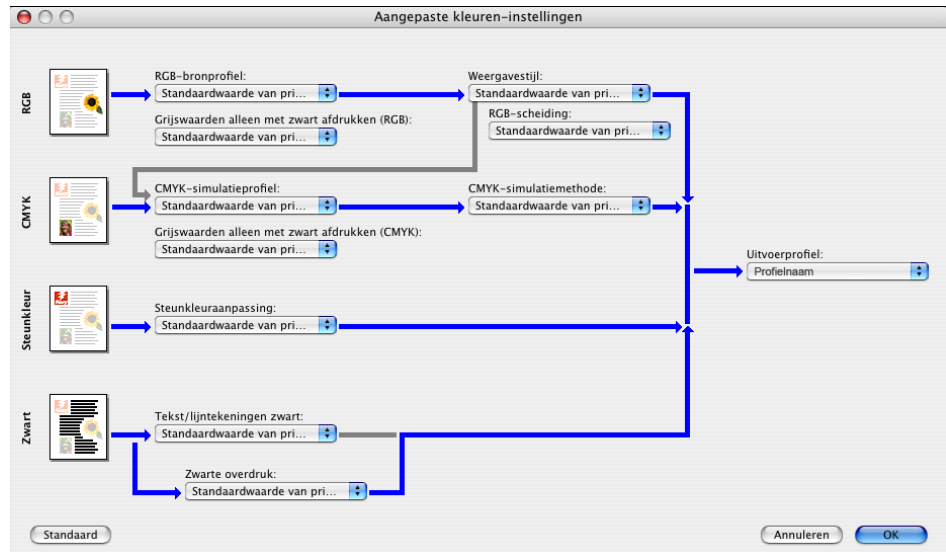 Aangepaste kleuren-instellingen
RGB
RGB-bronprofiel:
Standaardwaarde van pri...
Weergavestijl:
Standaardwaarde van pri...
Grijswaarden alleen met zwart afdrukken (RGB):
Standaardwaarde van pri...
RGB-scheiding:
Standaardwaarde van pri...
CMYK
CMYK-simulatieprofiel:
Standaardwaarde van pri...
CMYK-simulatiemethode:
Standaardwaarde van pri...
Grijswaarden alleen met zwart afdrukken (CMYK):
Standaardwaarde van pri...
Uitvoerprofiel:
Profielnaam
Steunkleur
Steunkleuraanpassing:
Standaardwaarde van pri...
Zwart
Tekst/lijntekeningen zwart:
Standaardwaarde van pri...
Zwarte overdruk:
Standaardwaarde van pri...
Standaard
Annuleren
OK